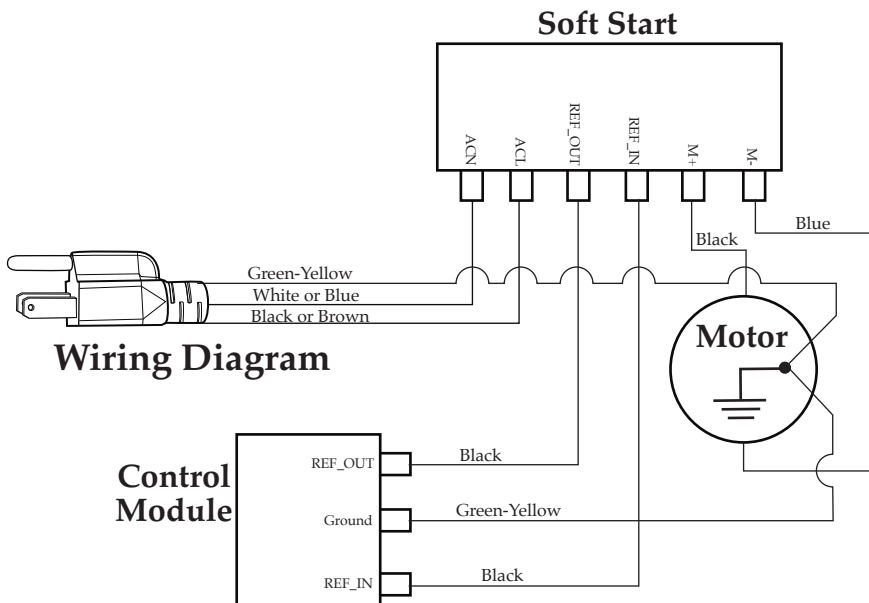 Soft Start
ACN
ACL
REF_OUT
REF_IN
M+
M-
Blue
Black
Green-Yellow
White or Blue
Black or Brown
Wiring Diagram
Motor
Control
Module
REF_OUT
Black
Ground
Green-Yellow
REF_IN
Black